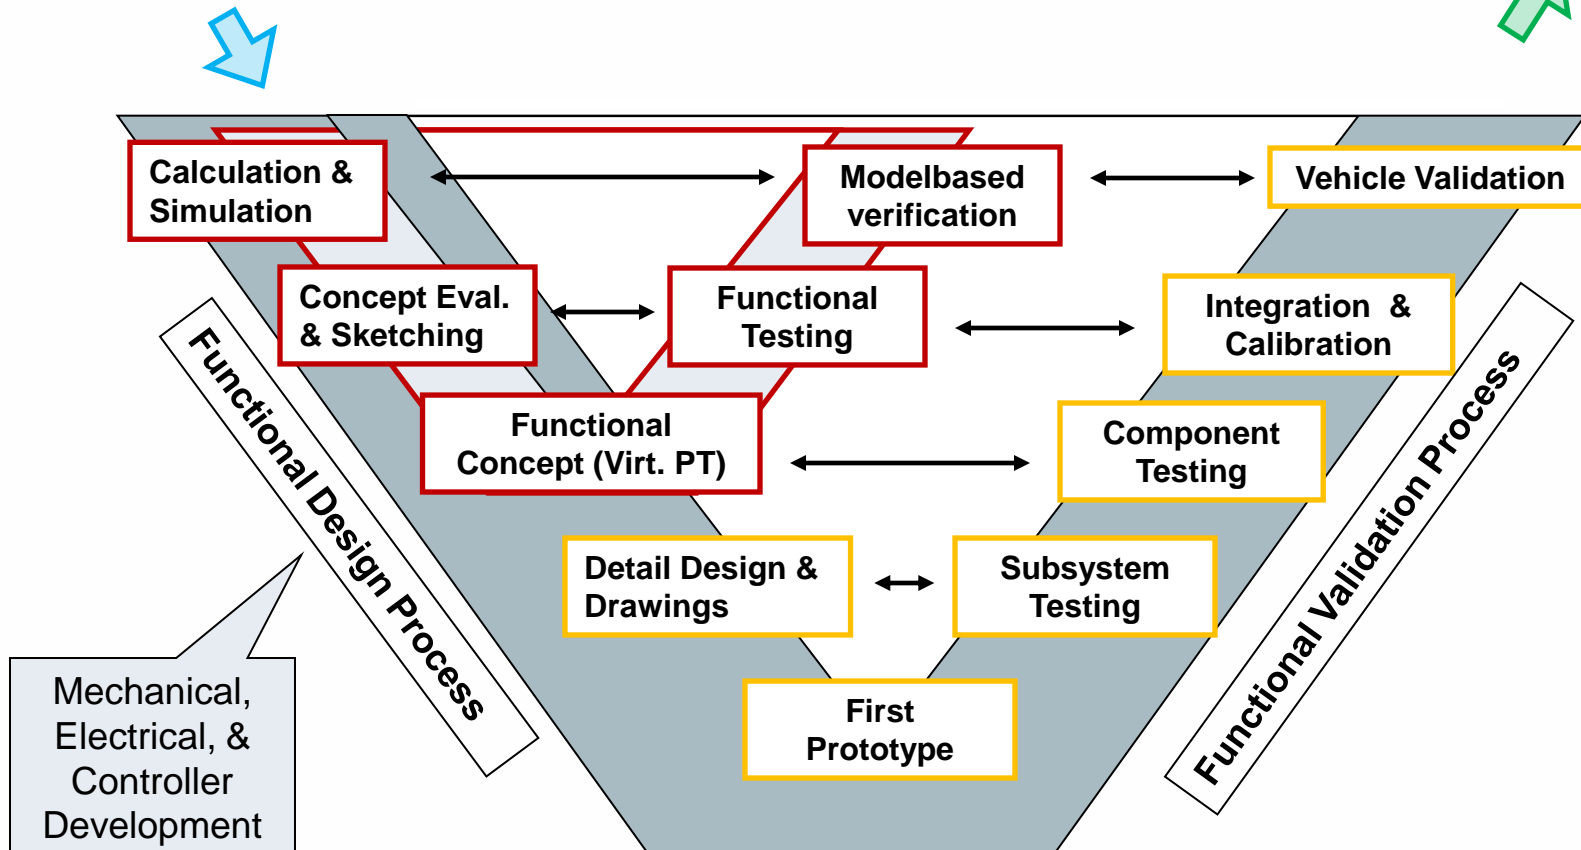 Calculation &
Simulation
Modelbased
verification
Vehicle Validation
Concept Eval.
& Sketching
Functional
Testing
Integration &
Calibration
Functional
Concept (Virt. PT)
Component
Testing
Detail Design &
Drawings
Subsystem
Testing
First
Prototype
Functional Design Process
Functional Validation Process
Mechanical,
Electrical, &
Controller
Development